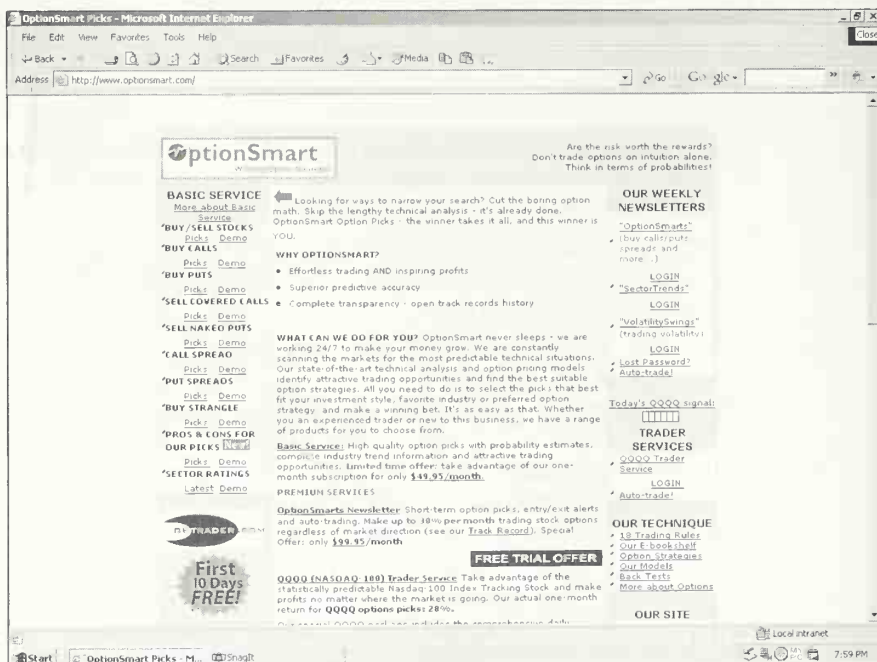 OptionSmart Picks - Microsoft Internet Explorer
Close
File Edit View Favorites Tools Help
Back Search Favorites Media
Address http://www.optionsmart.com/ Go Google
OptionSmart
Are the risk worth the rewards?
Don't trade options on intuition alone.
Think in terms of probabilities!
BASIC SERVICE
More about Basic
Service
BUY/SELL STOCKS
Picks Demo
BUY CALLS
Picks Demo
BUY PUTS
Picks Demo
SELL COVERED CALLS
Picks Demo
SELL NAKED PUTS
Picks Demo
CALL SPREAD
Picks Demo
PUT SPREADS
Picks Demo
BUY STRANGLE
Picks Demo
PROS & CONS FOR
OUR PICKS New!
Picks Demo
SECTOR RATINGS
Latest Demo
First
10 Days
FREE!
Looking for ways to narrow your search? Cut the boring option
math. Skip the lengthy technical analysis - it's already done.
OptionSmart Option Picks - the winner takes it all, and this winner is
YOU.
WHY OPTIONSMART?
• Effortless trading AND inspiring profits
• Superior predictive accuracy
• Complete transparency - open track records history
WHAT CAN WE DO FOR YOU? OptionSmart never sleeps - we are
working 24/7 to make your money grow. We are constantly
scanning the markets for the most predictable technical situations.
Our state-of-the-art technical analysis and option pricing models
identify attractive trading opportunities and find the best suitable
option strategies. All you need to do is to select the picks that best
fit your investment style, favorite industry or preferred option
strategy and make a winning bet. It's as easy as that. Whether
you an experienced trader or new to this business, we have a range
of products for you to choose from.
Basic Service: High quality option picks with probability estimates,
complete industry trend information and attractive trading
opportunities. Limited time offer: take advantage of our one-
month subscription for only $49.95/month.
PREMIUM SERVICES
OptionSmarts Newsletter Short-term option picks, entry/exit alerts
and auto-trading. Make up to 30% per month trading stock options
regardless of market direction (see our Track Record). Special
Offer: only $99.95/month
FREE TRIAL OFFER
QQQQ (NASDAQ-100) Trader Service Take advantage of the
statistically predictable Nasdaq-100 Index Tracking Stock and make
profits no matter where the market is going. Our actual one-month
return for QQQQ options picks: 28%.
OUR WEEKLY
NEWSLETTERS
"OptionSmarts"
(buy calls/puts
spreads and
more...)
LOGIN
"SectorTrends"
LOGIN
"VolatilitySwings"
(trading volatility)
LOGIN
Lost Password?
Auto-trade!
Today's QQQQ signal:
TRADER
SERVICES
QQQQ Trader
Service
LOGIN
Auto-trade!
OUR TECHNIQUE
18 Trading Rules
Our E-bookshelf
Option Strategies
Our Models
Back Tests
More about Options
OUR SITE
Local intranet
Start OptionSmart Picks - M... SnagIt 7:59 PM